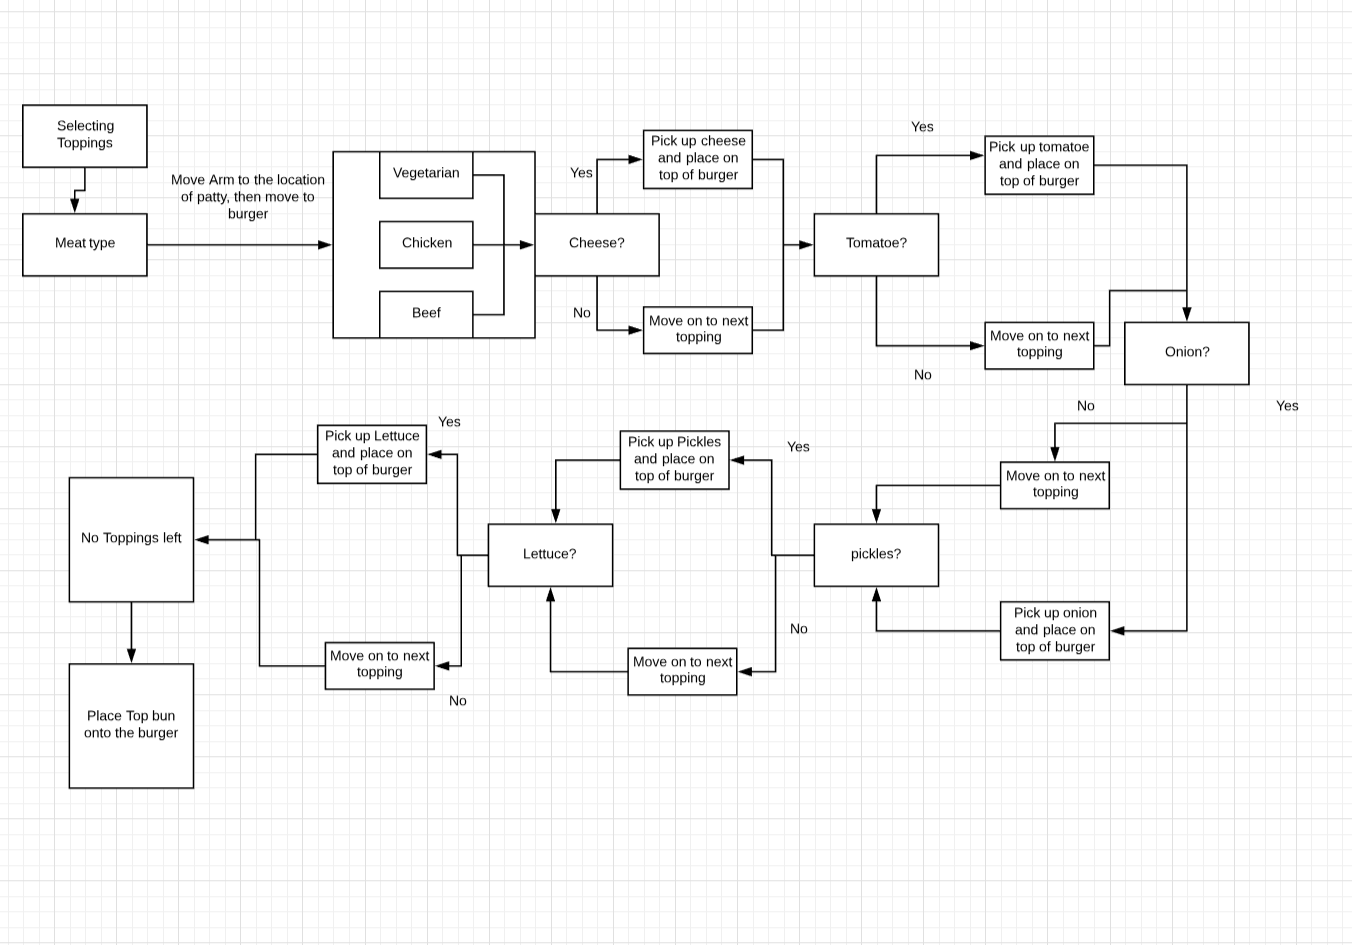 Selecting
Toppings
Meat type
Move Arm to the location
of patty, then move to
burger
Vegetarian
Chicken
Beef
Cheese?
Yes
Pick up cheese
and place on
top of burger
No
Move on to next
topping
Tomatoe?
Yes
Pick up tomatoe
and place on
top of burger
No
Move on to next
topping
Onion?
No
Yes
Move on to next
topping
Pick up onion
and place on
top of burger
pickles?
Yes
Pick up Pickles
and place on
top of burger
No
Move on to next
topping
Lettuce?
Yes
Pick up Lettuce
and place on
top of burger
No
Move on to next
topping
No Toppings left
Place Top bun
onto the burger